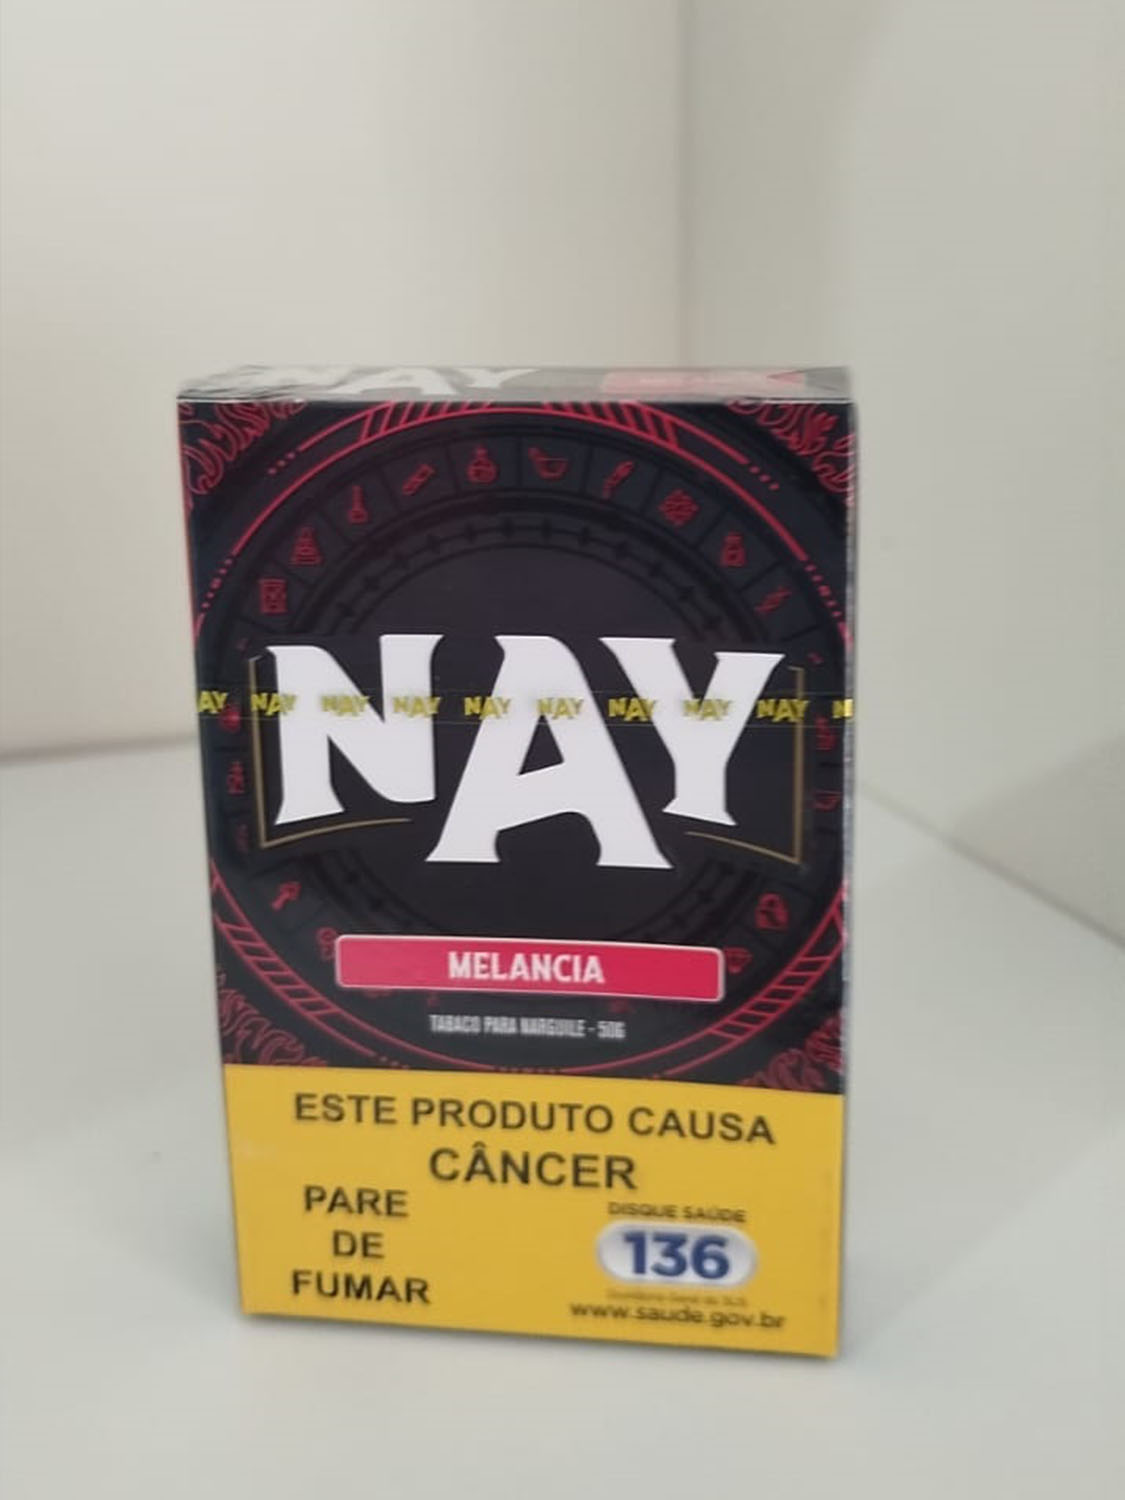 NAY
NAY
AY NAY NAY NAY NAY NAY NAY NAY NAY N
MELANCIA
TABACO PARA NARGUILE - 50G
ESTE PRODUTO CAUSA
CÂNCER
PARE
DE
FUMAR
DISQUE SAÚDE
136
www.saude.gov.br